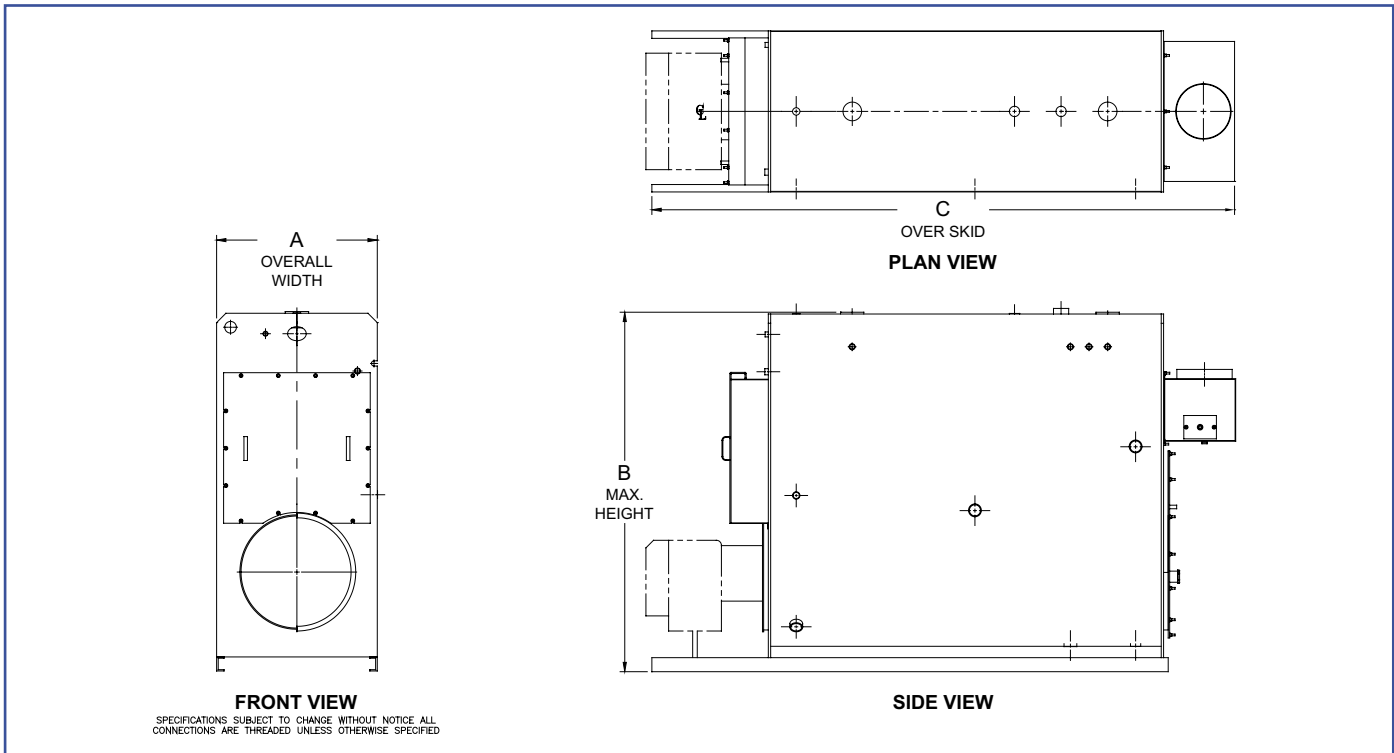 C
L
C
OVER SKID
PLAN VIEW
A
OVERALL
WIDTH
B
MAX.
HEIGHT
FRONT VIEW
SPECIFICATIONS SUBJECT TO CHANGE WITHOUT NOTICE ALL
CONNECTIONS ARE THREADED UNLESS OTHERWISE SPECIFIED
SIDE VIEW